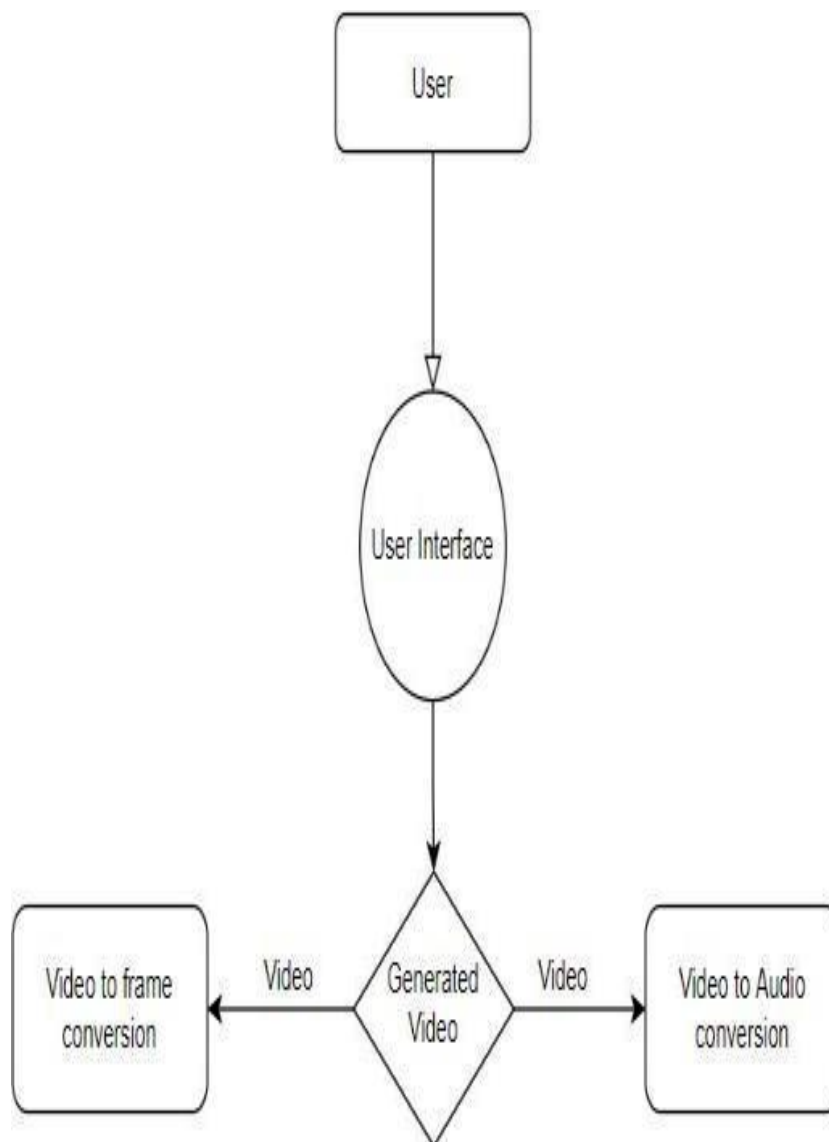 User
User Interface
Video to frame
conversion
Video
Generated
Video
Video
Video to Audio
conversion